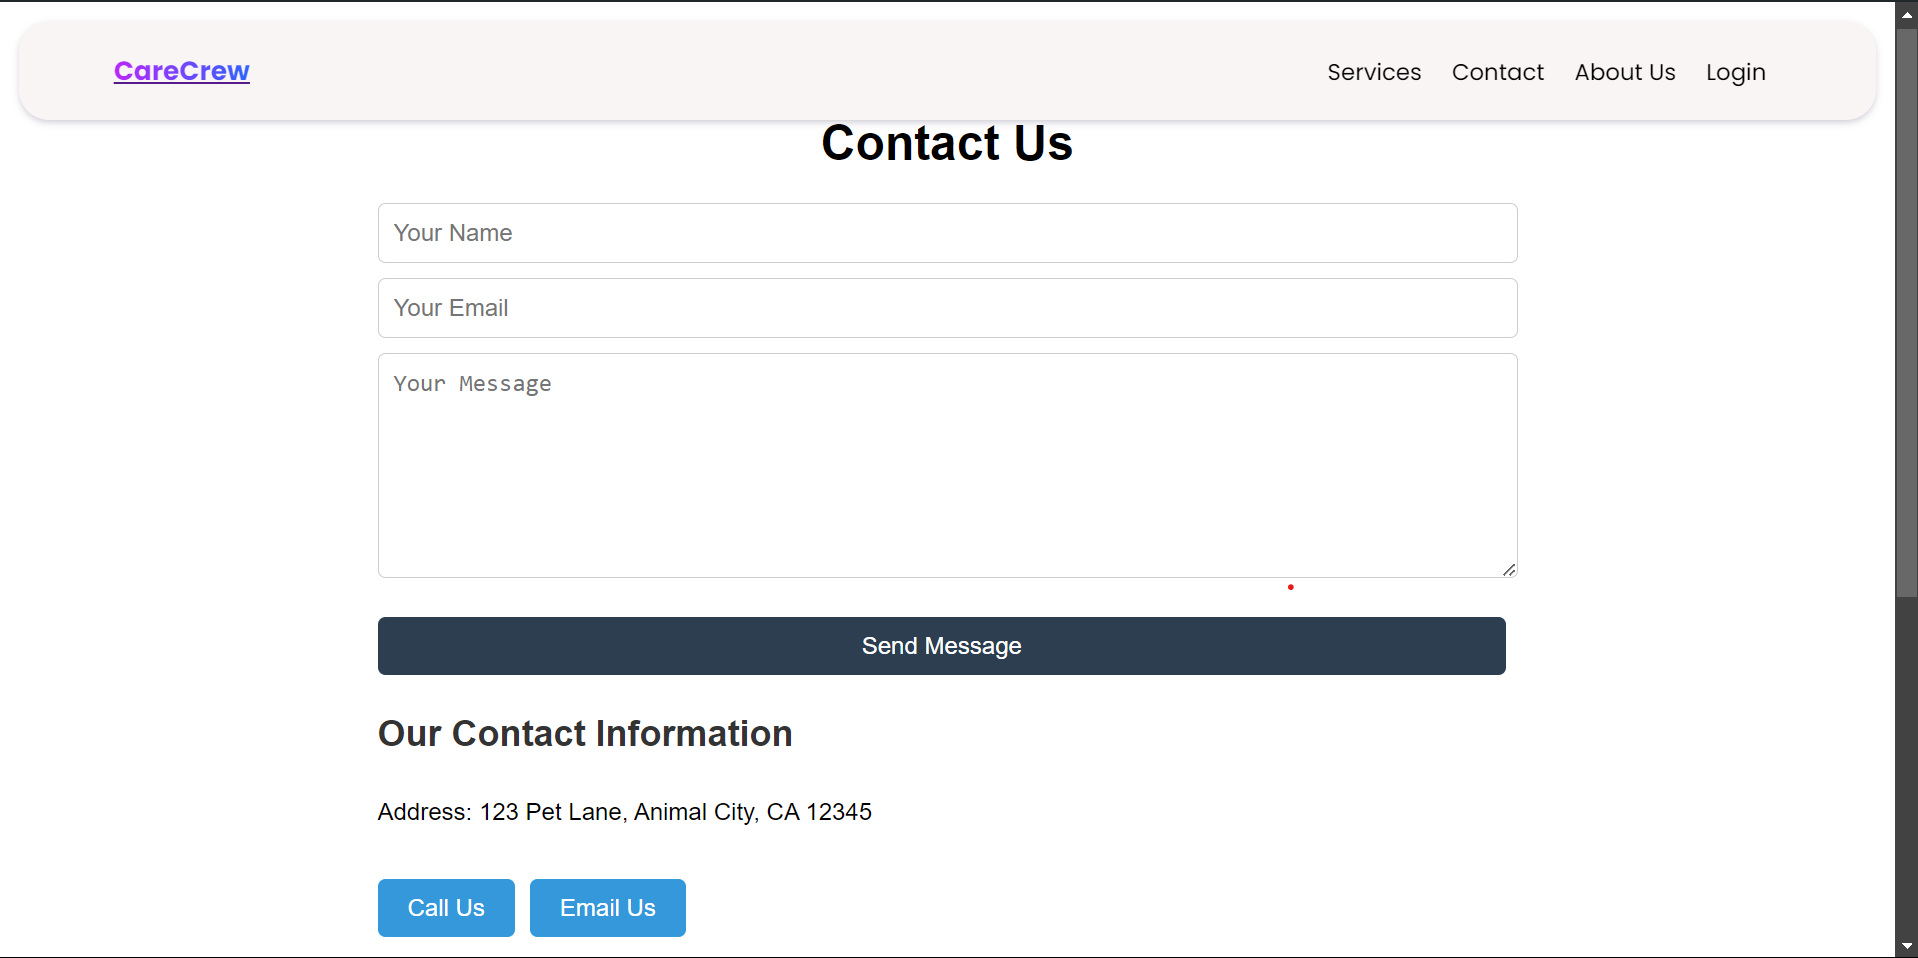 CareCrew
Services Contact About Us Login
Contact Us
Your Name
Your Email
Your Message
Send Message
Our Contact Information
Address: 123 Pet Lane, Animal City, CA 12345
Call Us Email Us